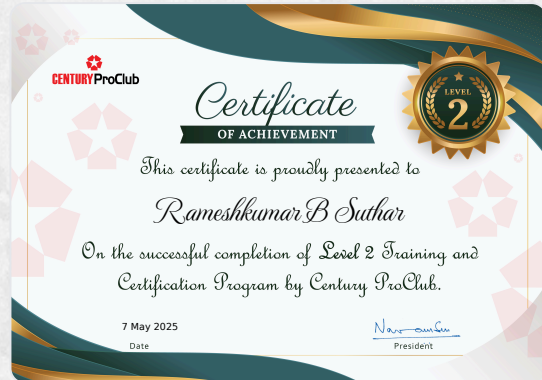 CENTURY ProClub
LEVEL
2
Certificate
OF ACHIEVEMENT
This certificate is proudly presented to
Rameshkumar B Suthar
On the successful completion of Level 2 Training and
Certification Program by Century ProClub.
7 May 2025
Date
President